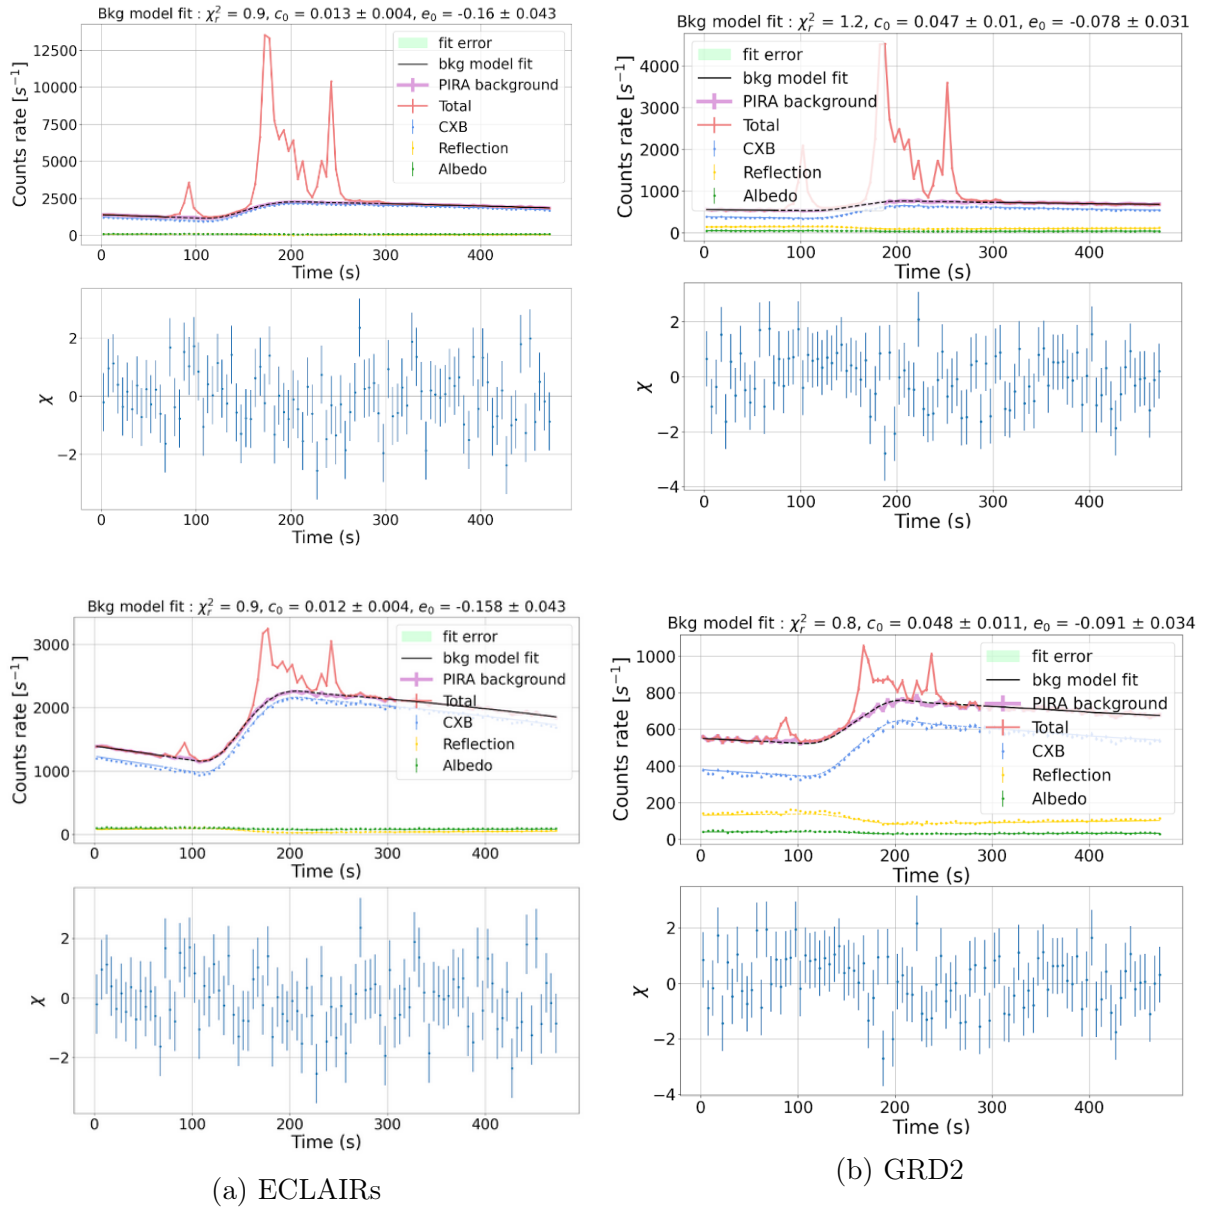 Bkg model fit : χ²ᵣ = 0.9, c₀ = 0.013 ± 0.004, e₀ = -0.16 ± 0.043
Counts rate [s⁻¹]
12500
10000
7500
5000
2500
0
fit error
bkg model fit
PIRA background
Total
CXB
Reflection
Albedo
0 100 200 300 400
Time (s)
χ
2
0
−2
0 100 200 300 400
Time (s)
Bkg model fit : χ²ᵣ = 1.2, c₀ = 0.047 ± 0.01, e₀ = -0.078 ± 0.031
Counts rate [s⁻¹]
4000
3000
2000
1000
0
fit error
bkg model fit
PIRA background
Total
CXB
Reflection
Albedo
0 100 200 300 400
Time (s)
χ
2
0
−2
−4
0 100 200 300 400
Time (s)
Bkg model fit : χ²ᵣ = 0.9, c₀ = 0.012 ± 0.004, e₀ = -0.158 ± 0.043
Counts rate [s⁻¹]
3000
2000
1000
0
fit error
bkg model fit
PIRA background
Total
CXB
Reflection
Albedo
0 100 200 300 400
Time (s)
χ
2
0
−2
0 100 200 300 400
Time (s)
(a) ECLAIRs
Bkg model fit : χ²ᵣ = 0.8, c₀ = 0.048 ± 0.011, e₀ = -0.091 ± 0.034
Counts rate [s⁻¹]
1000
800
600
400
200
0
fit error
bkg model fit
PIRA background
Total
CXB
Reflection
Albedo
0 100 200 300 400
Time (s)
χ
2
0
−2
−4
0 100 200 300 400
Time (s)
(b) GRD2